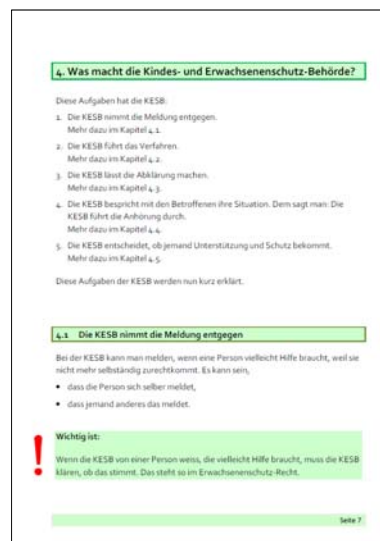 4. Was macht die Kindes- und Erwachsenenschutz-Behörde?
Diese Aufgaben hat die KESB:
1. Die KESB nimmt die Meldung entgegen.
Mehr dazu im Kapitel 4.1.
2. Die KESB führt das Verfahren.
Mehr dazu im Kapitel 4.2.
3. Die KESB lässt die Abklärung machen.
Mehr dazu im Kapitel 4.3.
4. Die KESB bespricht mit den Betroffenen ihre Situation. Dem sagt man: Die
KESB führt die Anhörung durch.
Mehr dazu im Kapitel 4.4.
5. Die KESB entscheidet, ob jemand Unterstützung und Schutz bekommt.
Mehr dazu im Kapitel 4.5.
Diese Aufgaben der KESB werden nun kurz erklärt.
4.1 Die KESB nimmt die Meldung entgegen
Bei der KESB kann man melden, wenn eine Person vielleicht Hilfe braucht, weil sie
nicht mehr selbständig zurechtkommt. Es kann sein,
• dass die Person sich selber meldet,
• dass jemand anderes das meldet.
Wichtig ist:
! Wenn die KESB von einer Person weiss, die vielleicht Hilfe braucht, muss die KESB
klären, ob das stimmt. Das steht so im Erwachsenenschutz-Recht.
Seite 7